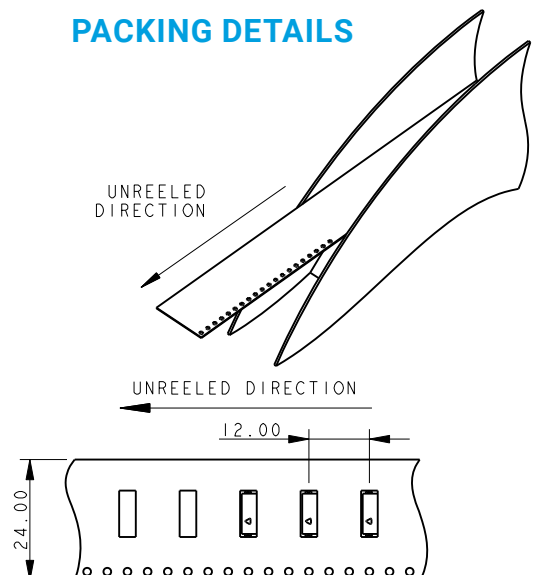 PACKING DETAILS
UNREELED
DIRECTION
UNREELED DIRECTION
12.00
24.00